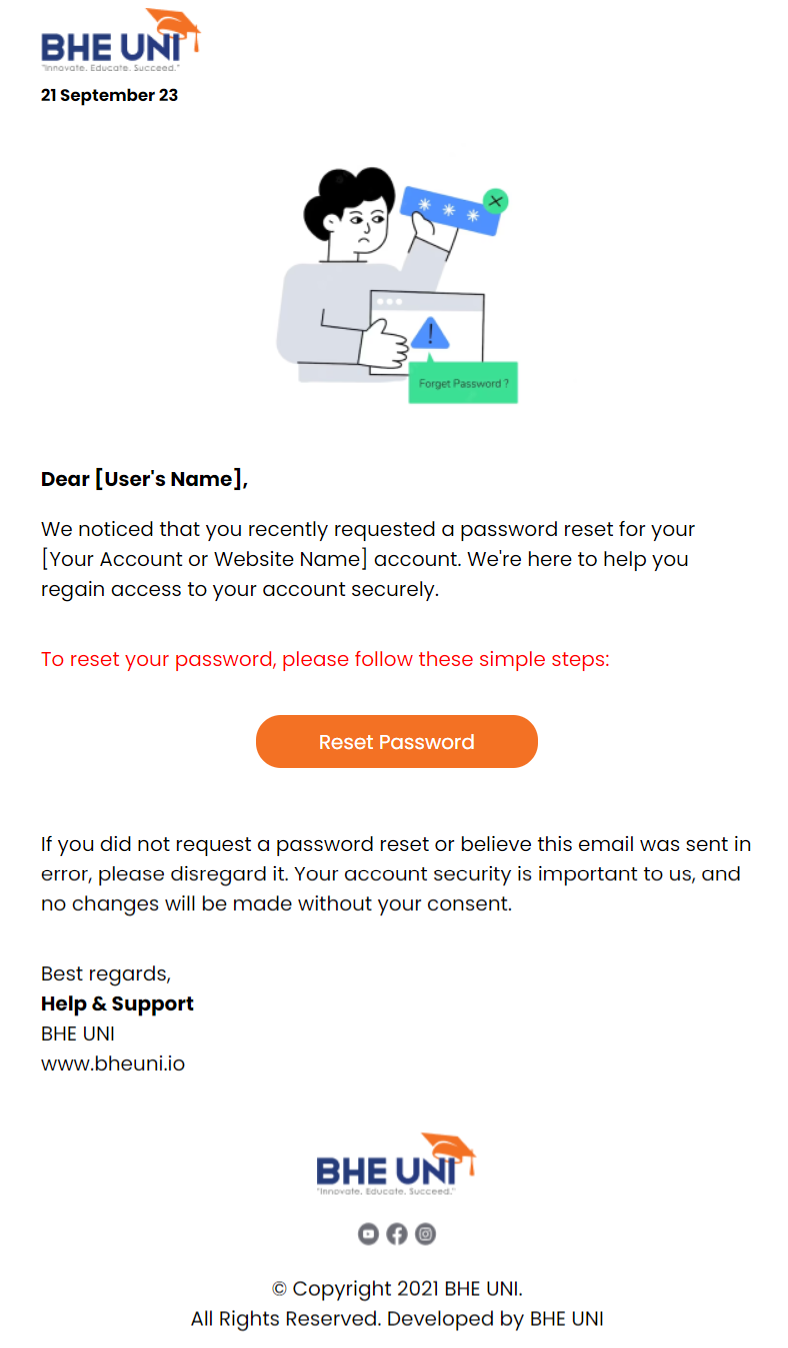 BHE UNI
"Innovate. Educate. Succeed."
21 September 23
* * *
!
Forget Password ?
Dear [User's Name],
We noticed that you recently requested a password reset for your
[Your Account or Website Name] account. We're here to help you
regain access to your account securely.
To reset your password, please follow these simple steps:
Reset Password
If you did not request a password reset or believe this email was sent in
error, please disregard it. Your account security is important to us, and
no changes will be made without your consent.
Best regards,
Help & Support
BHE UNI
www.bheuni.io
BHE UNI
"Innovate. Educate. Succeed."
© Copyright 2021 BHE UNI.
All Rights Reserved. Developed by BHE UNI